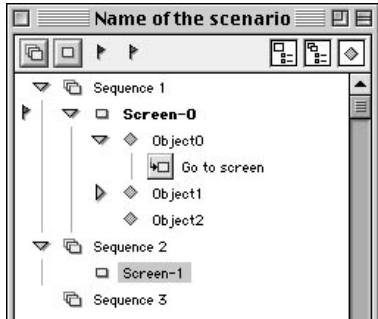 Name of the scenario
Sequence 1
Screen-0
Object0
Go to screen
Object1
Object2
Sequence 2
Screen-1
Sequence 3